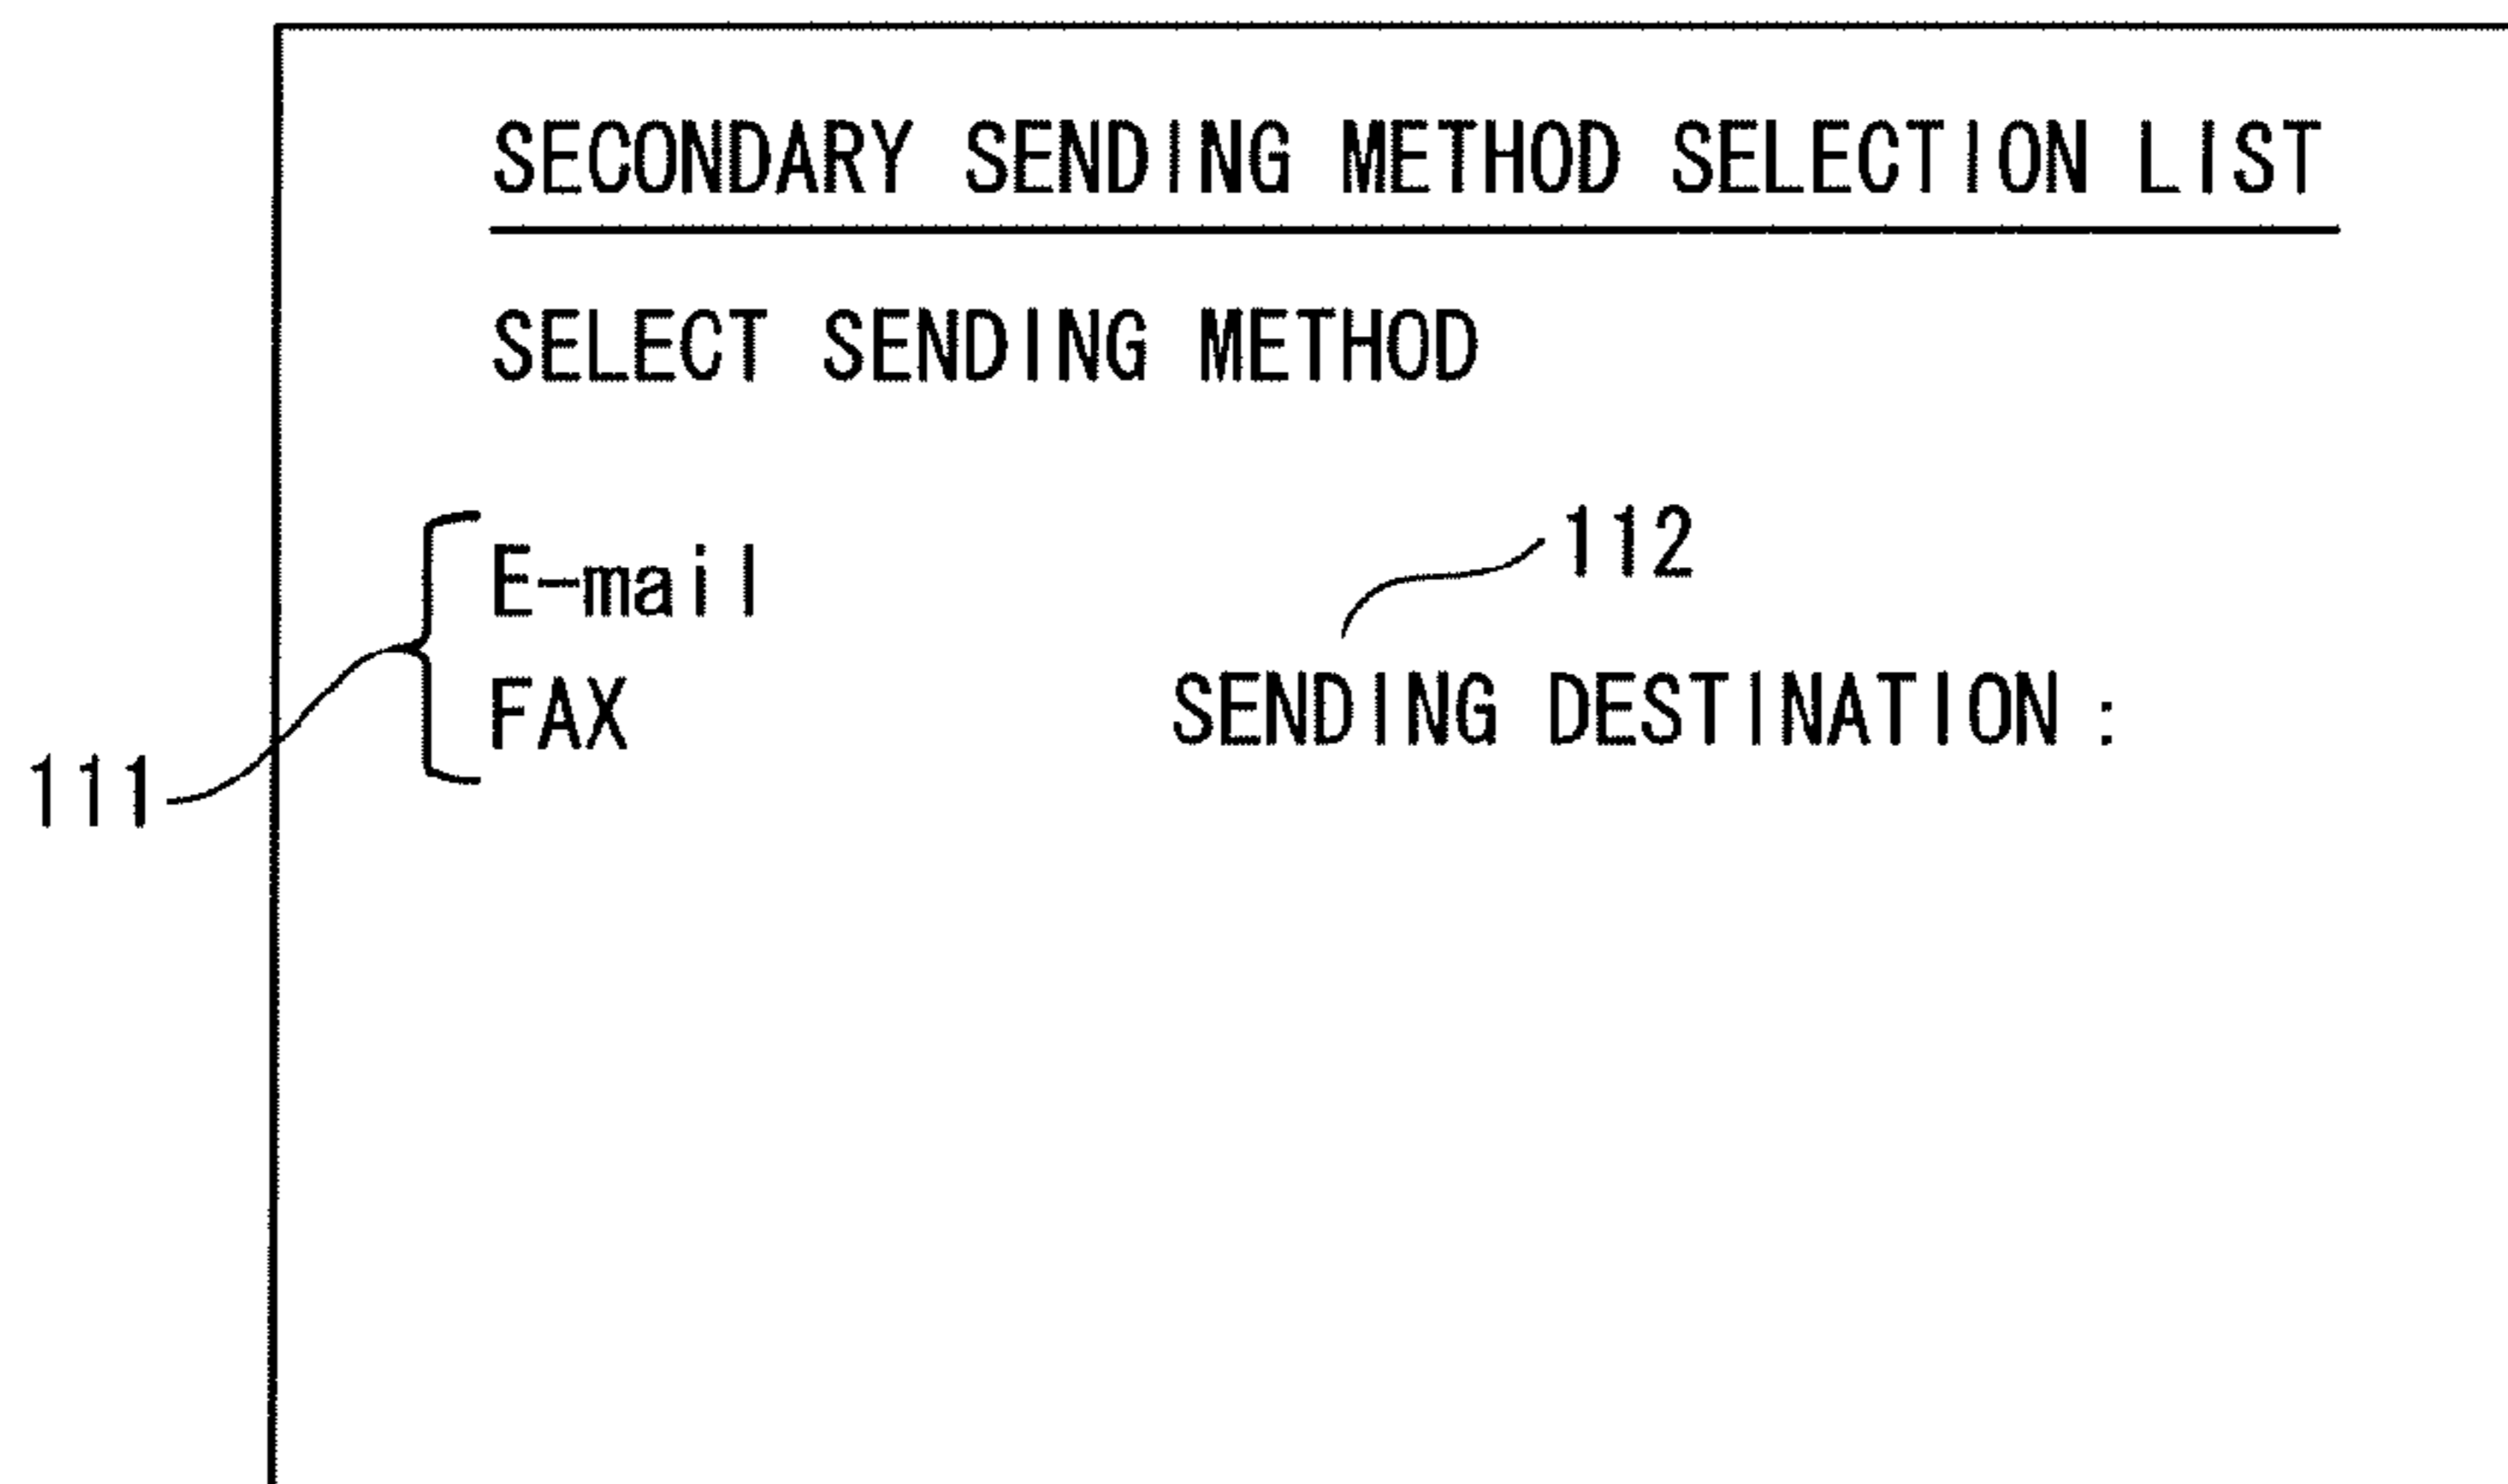 SECONDARY SENDING METHOD SELECTION LIST
SELECT SENDING METHOD
112
E-mail
FAX
SENDING DESTINATION :
111